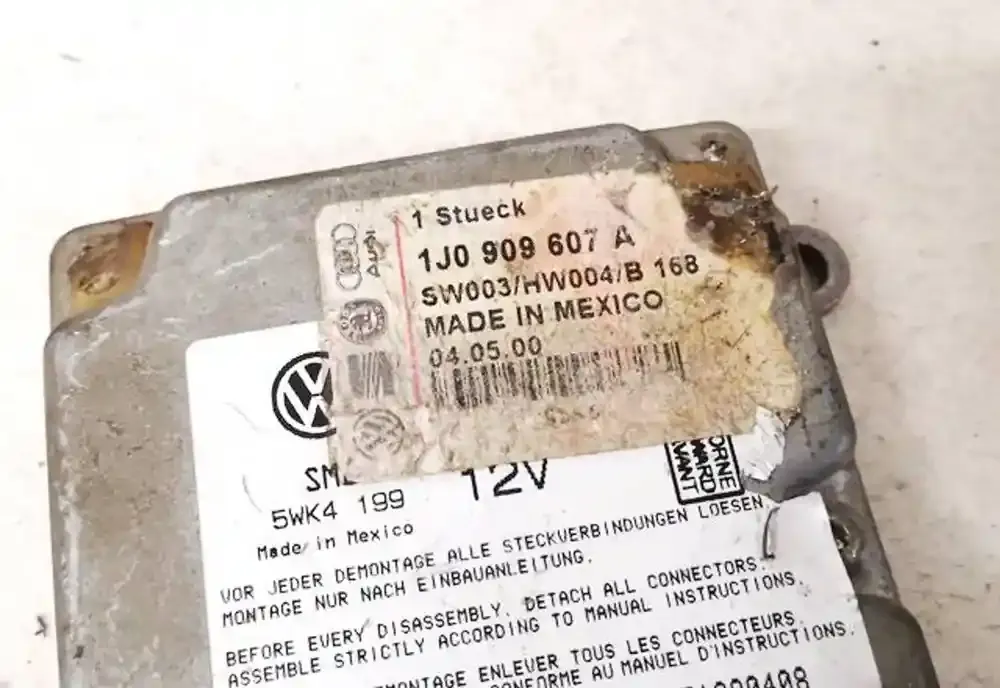 1 Stueck
AUDI
1J0 909 607 A
SW003/HW004/B 168
MADE IN MEXICO
04.05.00
12V
5WK4 199
Made in Mexico
VOR JEDER DEMONTAGE ALLE STECKVERBINDUNGEN LOESEN
MONTAGE NUR NACH EINBAUANLEITUNG.
BEFORE EVERY DISASSEMBLY. DETACH ALL CONNECTORS.
ASSEMBLE STRICTLY ACCORDING TO MANUAL INSTRUCTIONS.
ENLEVER TOUS LES CONNECTEURS.
CONFORME AU MANUEL D'INSTRUCTIONS.